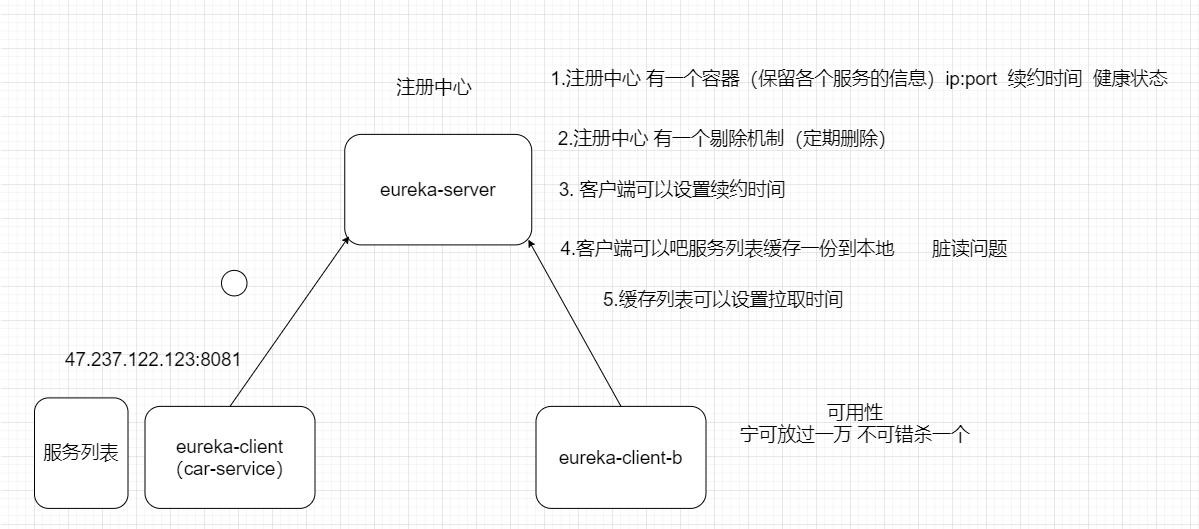 注册中心
1.注册中心 有一个容器（保留各个服务的信息）ip:port 续约时间 健康状态
2.注册中心 有一个剔除机制（定期删除）
eureka-server
3. 客户端可以设置续约时间
4.客户端可以吧服务列表缓存一份到本地 脏读问题
5.缓存列表可以设置拉取时间
47.237.122.123:8081
服务列表
eureka-client
（car-service）
eureka-client-b
可用性
宁可放过一万 不可错杀一个